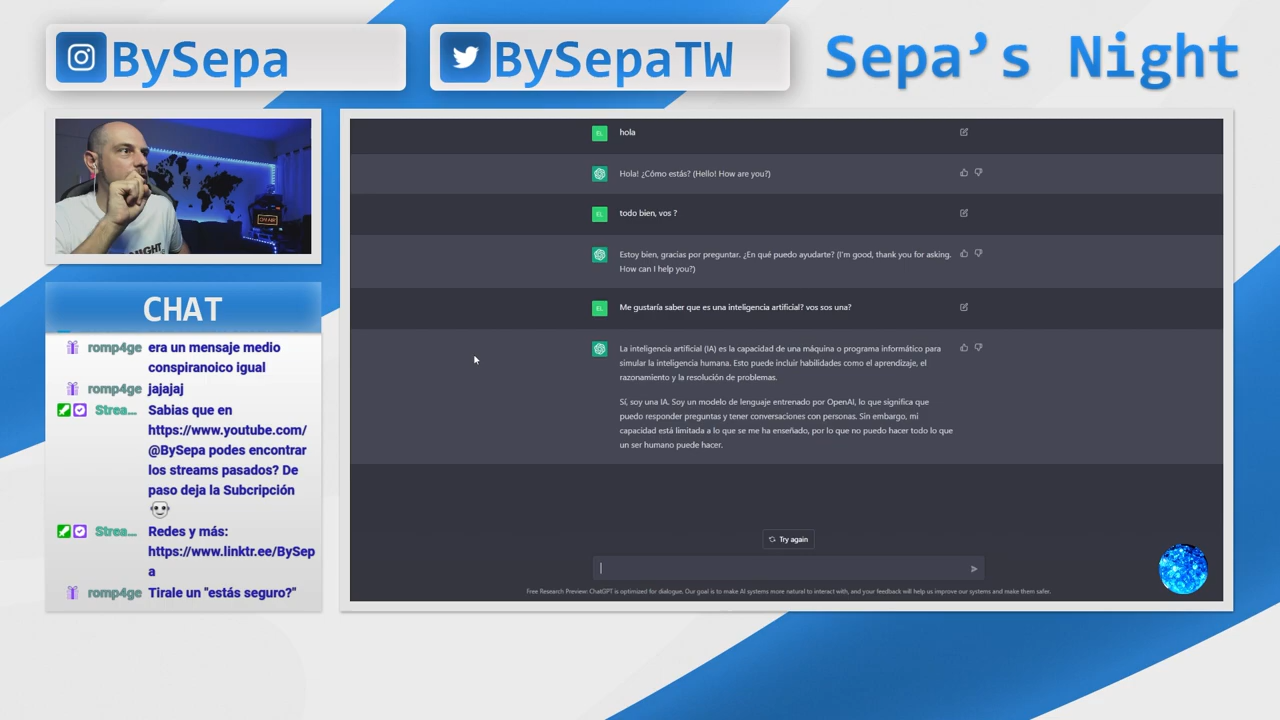 BySepa
BySepaTW
Sepa's Night
ON AIR
CHAT
romp4ge era un mensaje medio
conspiranoico igual
romp4ge jajajaj
Strea... Sabias que en
https://www.youtube.com/
@BySepa podes encontrar
los streams pasados? De
paso deja la Subcripción
Strea... Redes y más:
https://www.linktr.ee/BySep
a
romp4ge Tirale un "estás seguro?"
EL hola
Hola! ¿Cómo estás? (Hello! How are you?)
EL todo bien, vos ?
Estoy bien, gracias por preguntar. ¿En qué puedo ayudarte? (I'm good, thank you for asking.
How can I help you?)
EL Me gustaría saber que es una inteligencia artificial? vos sos una?
La inteligencia artificial (IA) es la capacidad de una máquina o programa informático para
simular la inteligencia humana. Esto puede incluir habilidades como el aprendizaje, el
razonamiento y la resolución de problemas.
Sí, soy una IA. Soy un modelo de lenguaje entrenado por OpenAI, lo que significa que
puedo responder preguntas y tener conversaciones con personas. Sin embargo, mi
capacidad está limitada a lo que se me ha enseñado, por lo que no puedo hacer todo lo que
un ser humano puede hacer.
Try again
Free Research Preview: ChatGPT is optimized for dialogue. Our goal is to make AI systems more natural to interact with, and your feedback will help us improve our systems and make them safer.